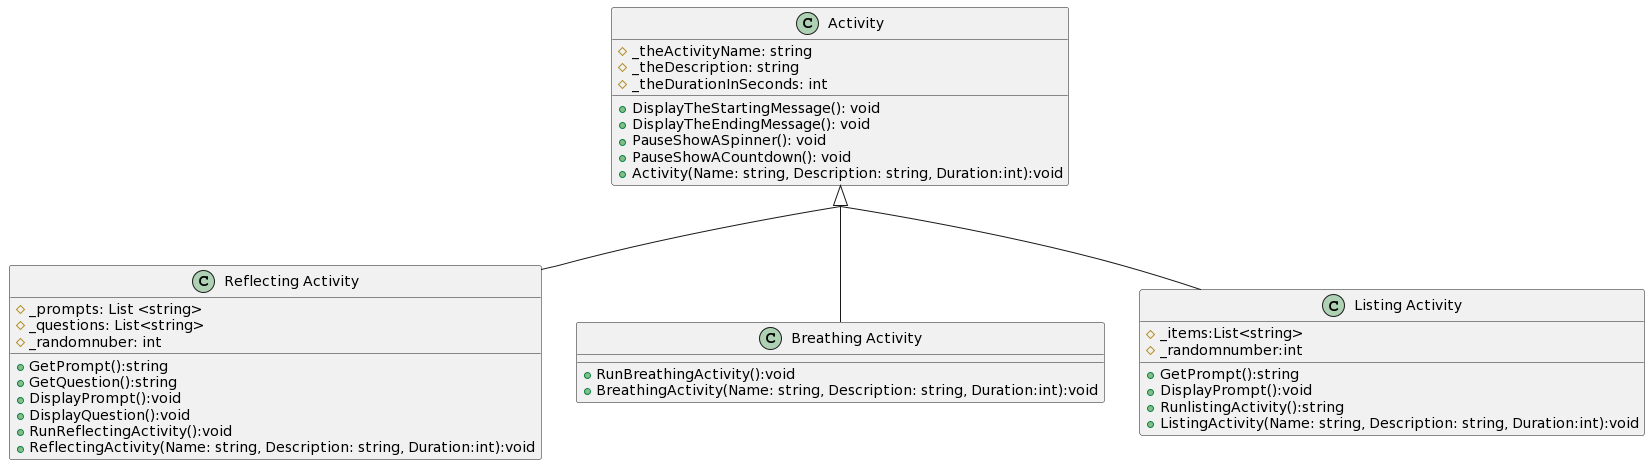 C Activity
_theActivityName: string
_theDescription: string
_theDurationInSeconds: int
DisplayTheStartingMessage(): void
DisplayTheEndingMessage(): void
PauseShowASpinner(): void
PauseShowACountdown(): void
Activity(Name: string, Description: string, Duration:int):void
C Reflecting Activity
_prompts: List <string>
_questions: List<string>
_randomnuber: int
GetPrompt():string
GetQuestion():string
DisplayPrompt():void
DisplayQuestion():void
RunReflectingActivity():void
ReflectingActivity(Name: string, Description: string, Duration:int):void
C Breathing Activity
RunBreathingActivity():void
BreathingActivity(Name: string, Description: string, Duration:int):void
C Listing Activity
_items:List<string>
_randomnumber:int
GetPrompt():string
DisplayPrompt():void
RunlistingActivity():string
ListingActivity(Name: string, Description: string, Duration:int):void